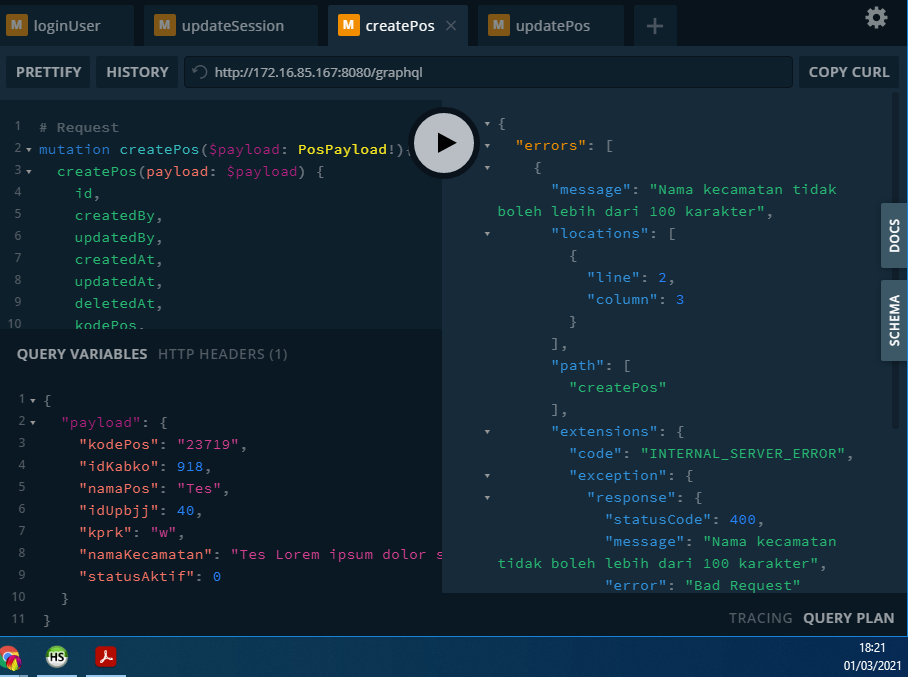 M loginUser M updateSession M createPos × M updatePos +
PRETTIFY HISTORY http://172.16.85.167:8080/graphql COPY CURL
1 # Request
2 mutation createPos($payload: PosPayload!){
3 createPos(payload: $payload) {
4 id,
5 createdBy,
6 updatedBy,
7 createdAt,
8 updatedAt,
9 deletedAt,
10 kodePos,
QUERY VARIABLES HTTP HEADERS (1)
1 {
2 "payload": {
3 "kodePos": "23719",
4 "idKabko": 918,
5 "namaPos": "Tes",
6 "idUpbjj": 40,
7 "kprk": "w",
8 "namaKecamatan": "Tes Lorem ipsum dolor s
9 "statusAktif": 0
10 }
11 }
{
"errors": [
{
"message": "Nama kecamatan tidak
boleh lebih dari 100 karakter",
"locations": [
{
"line": 2,
"column": 3
}
],
"path": [
"createPos"
],
"extensions": {
"code": "INTERNAL_SERVER_ERROR",
"exception": {
"response": {
"statusCode": 400,
"message": "Nama kecamatan
tidak boleh lebih dari 100 karakter",
"error": "Bad Request"
DOCS
SCHEMA
TRACING QUERY PLAN
HS
18:21
01/03/2021